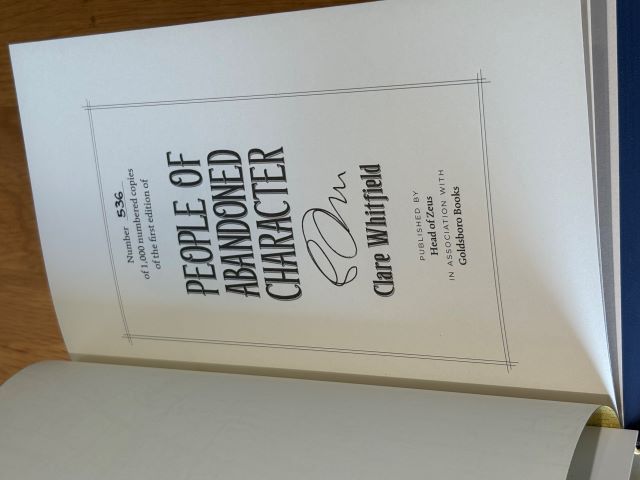 Number 536
of 1,000 numbered copies
of the first edition of
PEOPLE OF
ABANDONED
CHARACTER
Clare Whitfield
PUBLISHED BY
Head of Zeus
IN ASSOCIATION WITH
Goldsboro Books